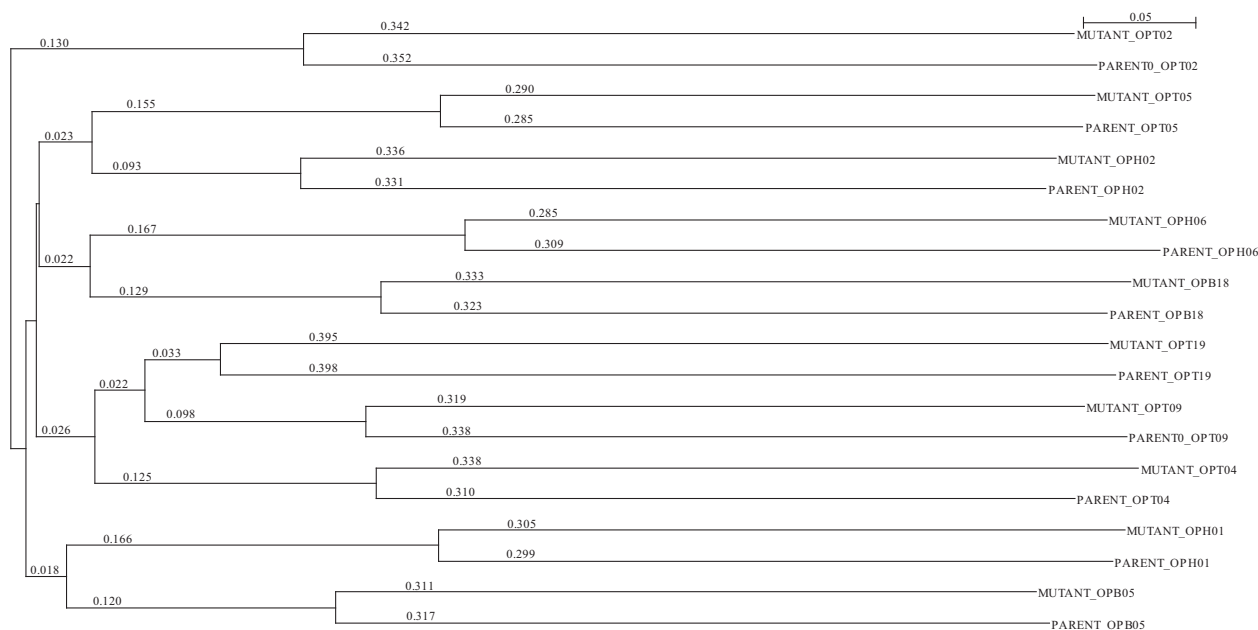 0.05
0.342
MUTANT_OPT02
0.130
0.352
PARENT0_OPT02
0.290
MUTANT_OPT05
0.155
0.285
PARENT_OPT05
0.023
0.336
MUTANT_OPH02
0.093
0.331
PARENT_OPH02
0.285
MUTANT_OPH06
0.167
0.309
PARENT_OPH06
0.022
0.333
MUTANT_OPB18
0.129
0.323
PARENT_OPB18
0.395
MUTANT_OPT19
0.033
0.398
PARENT_OPT19
0.022
0.319
MUTANT_OPT09
0.098
0.338
PARENT0_OPT09
0.026
0.338
MUTANT_OPT04
0.125
0.310
PARENT_OPT04
0.305
MUTANT_OPH01
0.166
0.299
PARENT_OPH01
0.018
0.311
MUTANT_OPB05
0.120
0.317
PARENT_OPB05